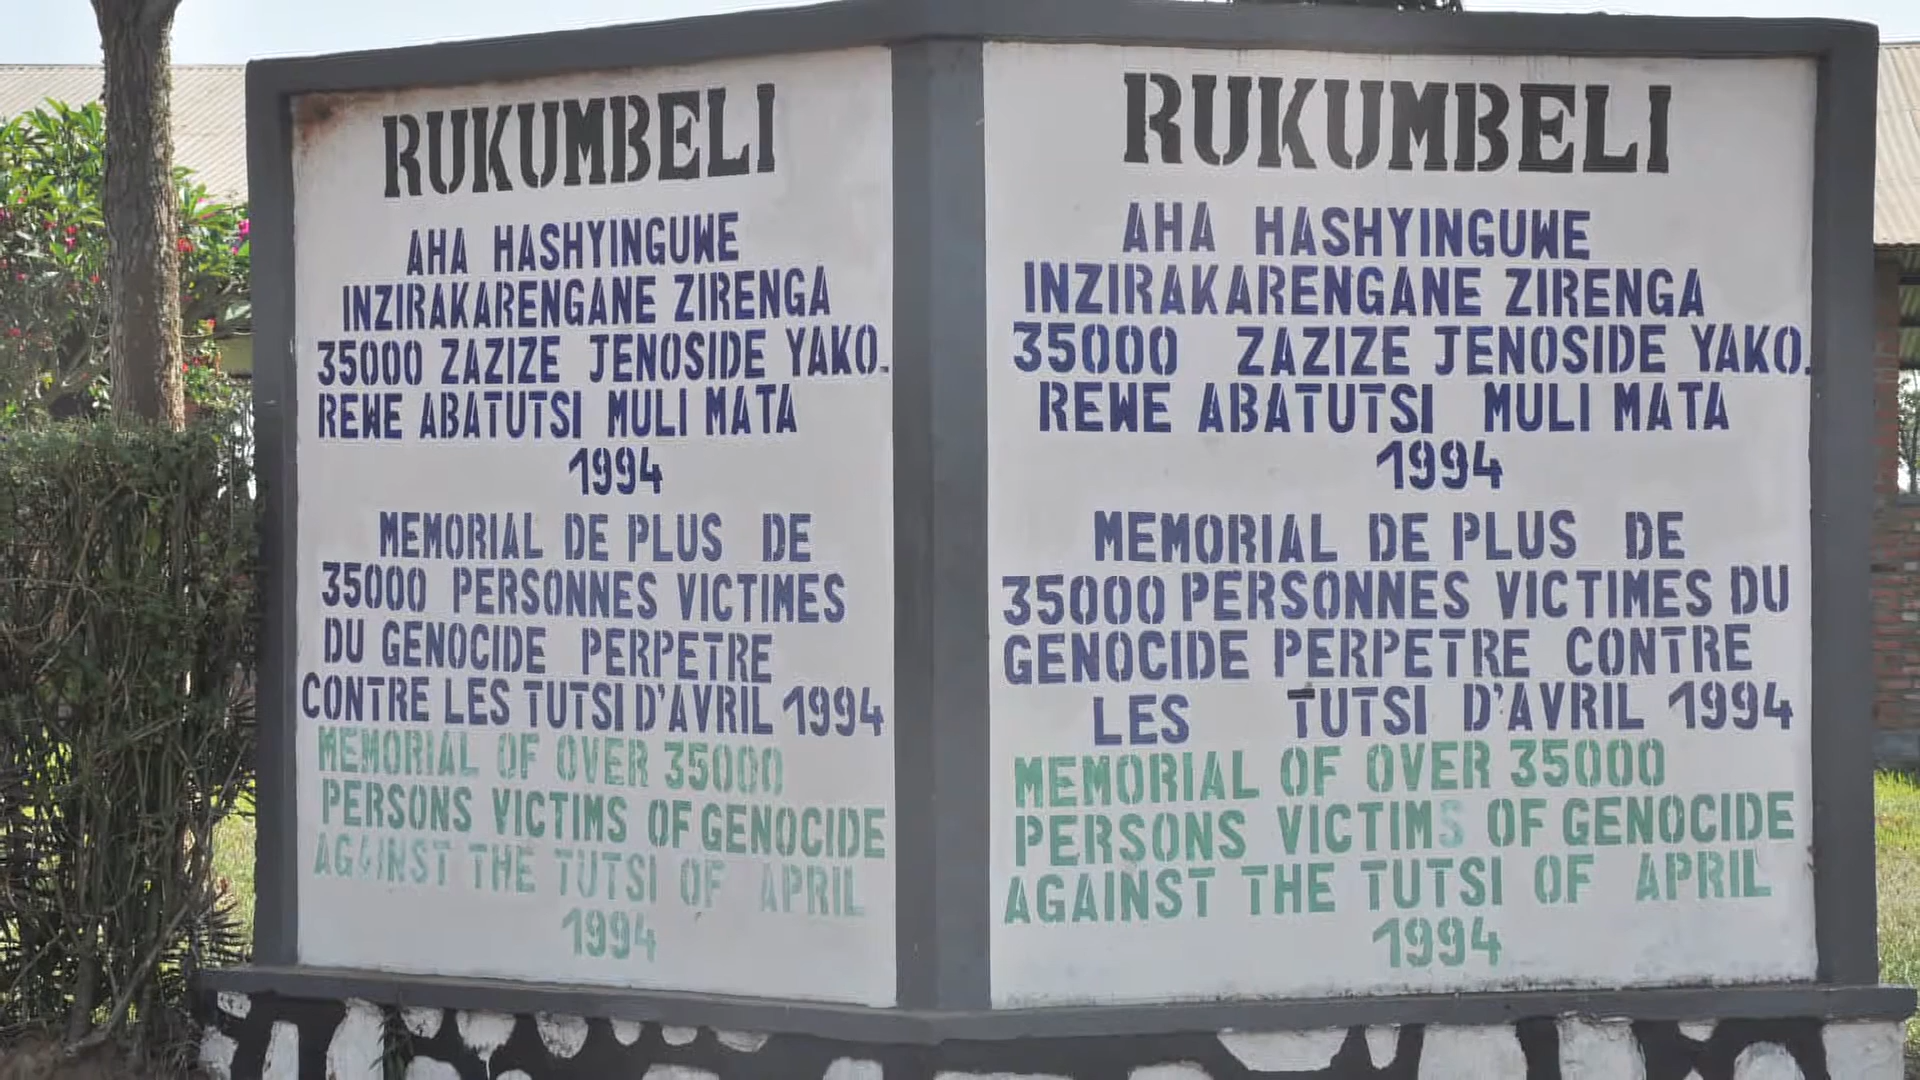 RUKUMBELI
AHA HASHYINGUWE
INZIRAKARENGANE ZIRENGA
35000 ZAZIZE JENOSIDE YAKO.
REWE ABATUTSI MULI MATA
1994
MEMORIAL DE PLUS DE
35000 PERSONNES VICTIMES
DU GENOCIDE PERPETRE
CONTRE LES TUTSI D'AVRIL 1994
MEMORIAL OF OVER 35000
PERSONS VICTIMS OF GENOCIDE
AGAINST THE TUTSI OF APRIL
1994
RUKUMBELI
AHA HASHYINGUWE
INZIRAKARENGANE ZIRENGA
35000 ZAZIZE JENOSIDE YAKO.
REWE ABATUTSI MULI MATA
1994
MEMORIAL DE PLUS DE
35000 PERSONNES VICTIMES DU
GENOCIDE PERPETRE CONTRE
LES TUTSI D'AVRIL 1994
MEMORIAL OF OVER 35000
PERSONS VICTIMS OF GENOCIDE
AGAINST THE TUTSI OF APRIL
1994